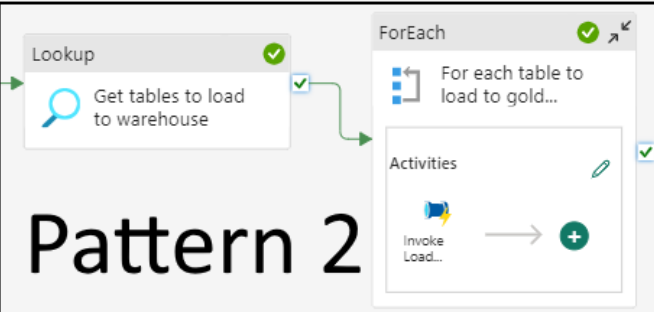 Lookup
Get tables to load
to warehouse
ForEach
For each table to
load to gold...
Activities
Invoke
Load...
Pattern 2